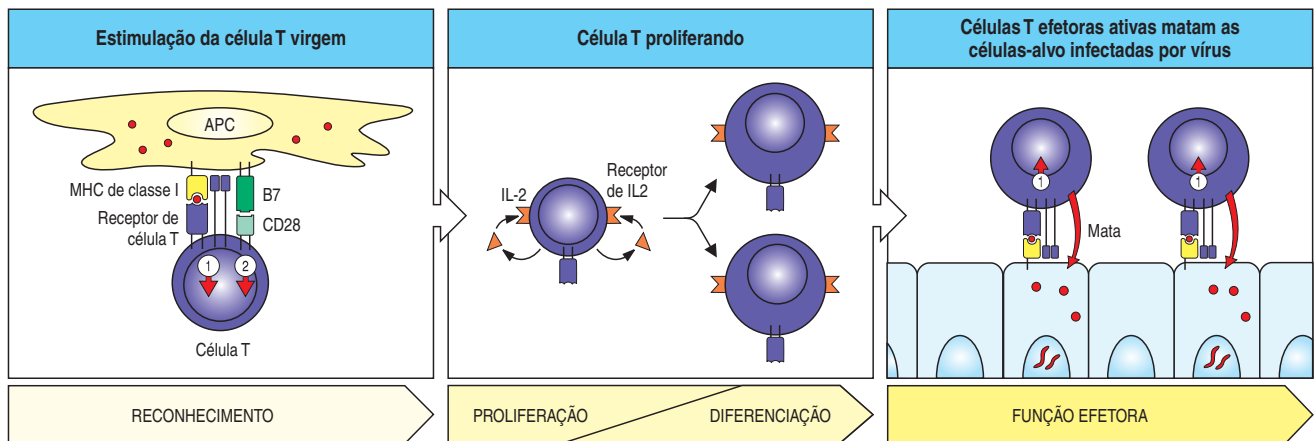 Estimulação da célula T virgem
APC
MHC de classe I
B7
Receptor de
célula T
CD28
1
2
Célula T
RECONHECIMENTO
Célula T proliferando
IL-2
Receptor
de IL2
PROLIFERAÇÃO
DIFERENCIAÇÃO
Células T efetoras ativas matam as
células-alvo infectadas por vírus
1
1
Mata
FUNÇÃO EFETORA